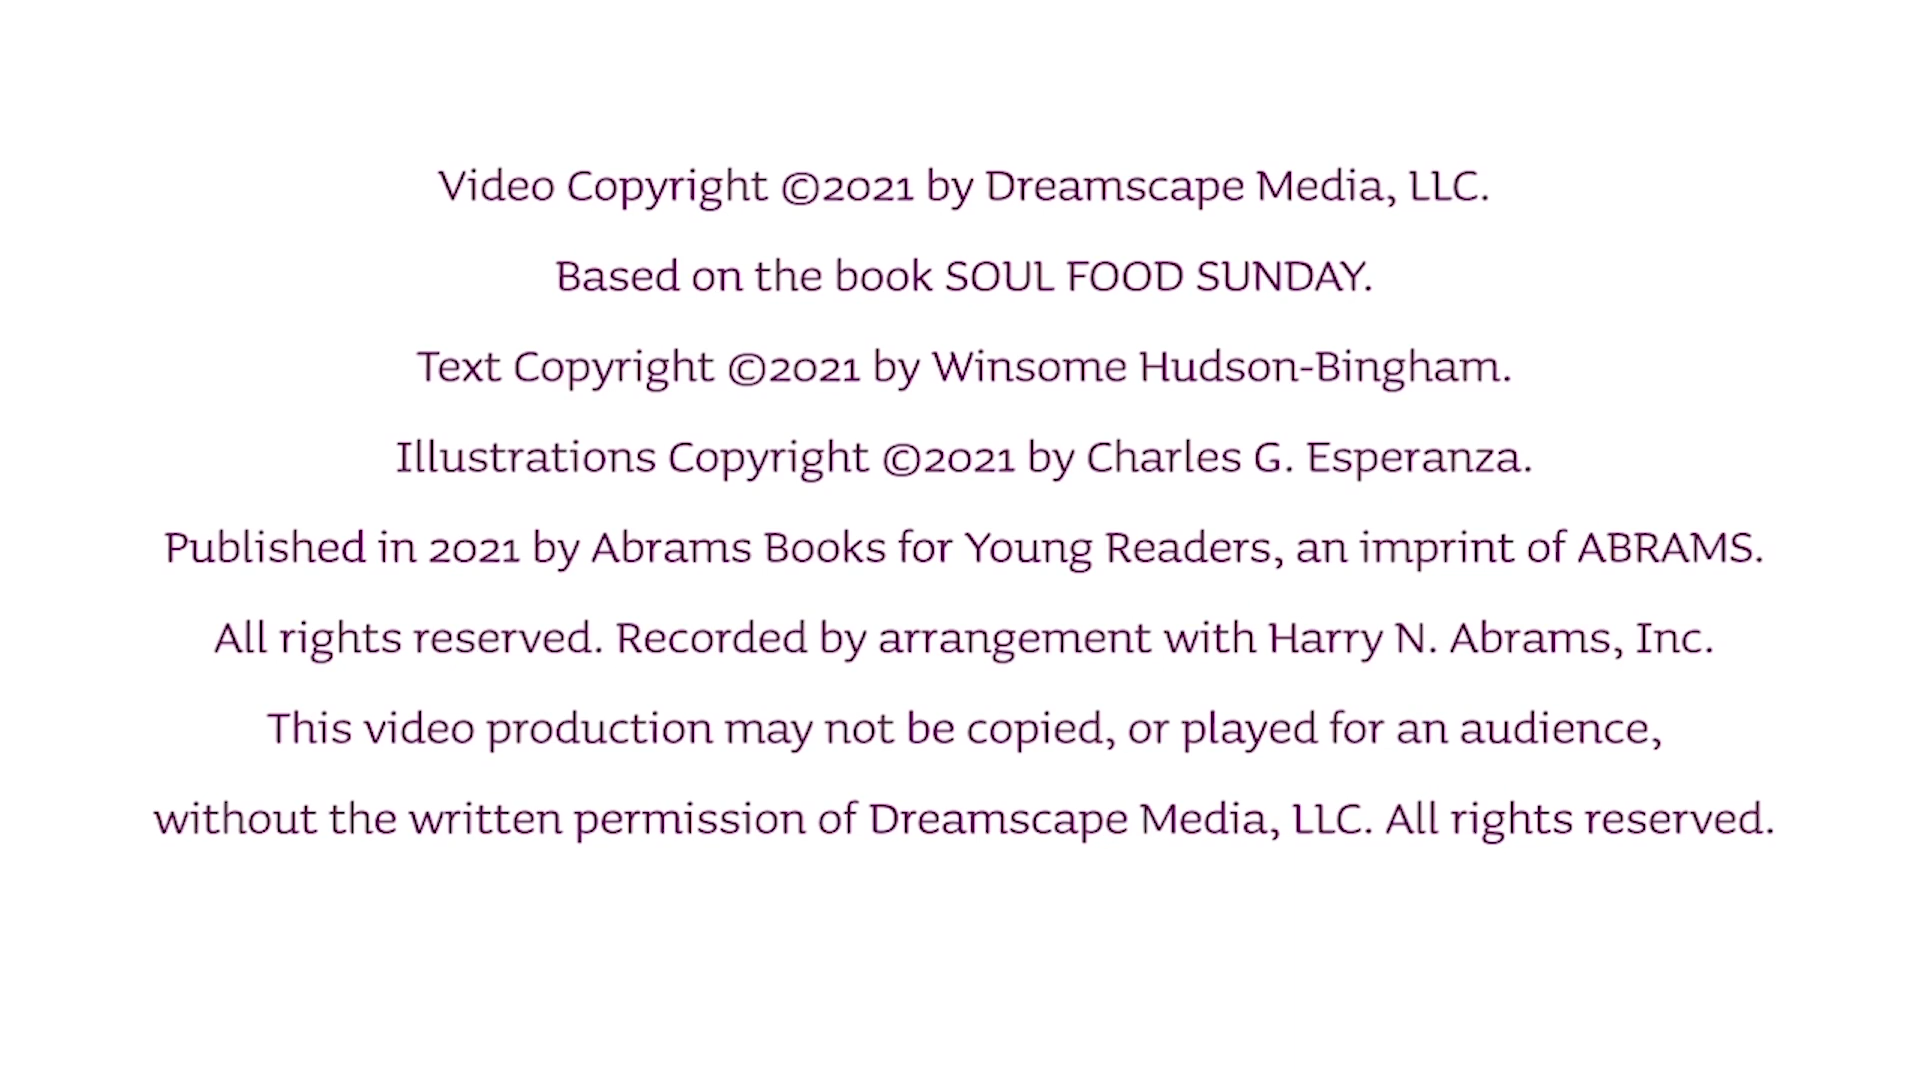 Video Copyright ©2021 by Dreamscape Media, LLC.
Based on the book SOUL FOOD SUNDAY.
Text Copyright ©2021 by Winsome Hudson-Bingham.
Illustrations Copyright ©2021 by Charles G. Esperanza.
Published in 2021 by Abrams Books for Young Readers, an imprint of ABRAMS.
All rights reserved. Recorded by arrangement with Harry N. Abrams, Inc.
This video production may not be copied, or played for an audience,
without the written permission of Dreamscape Media, LLC. All rights reserved.